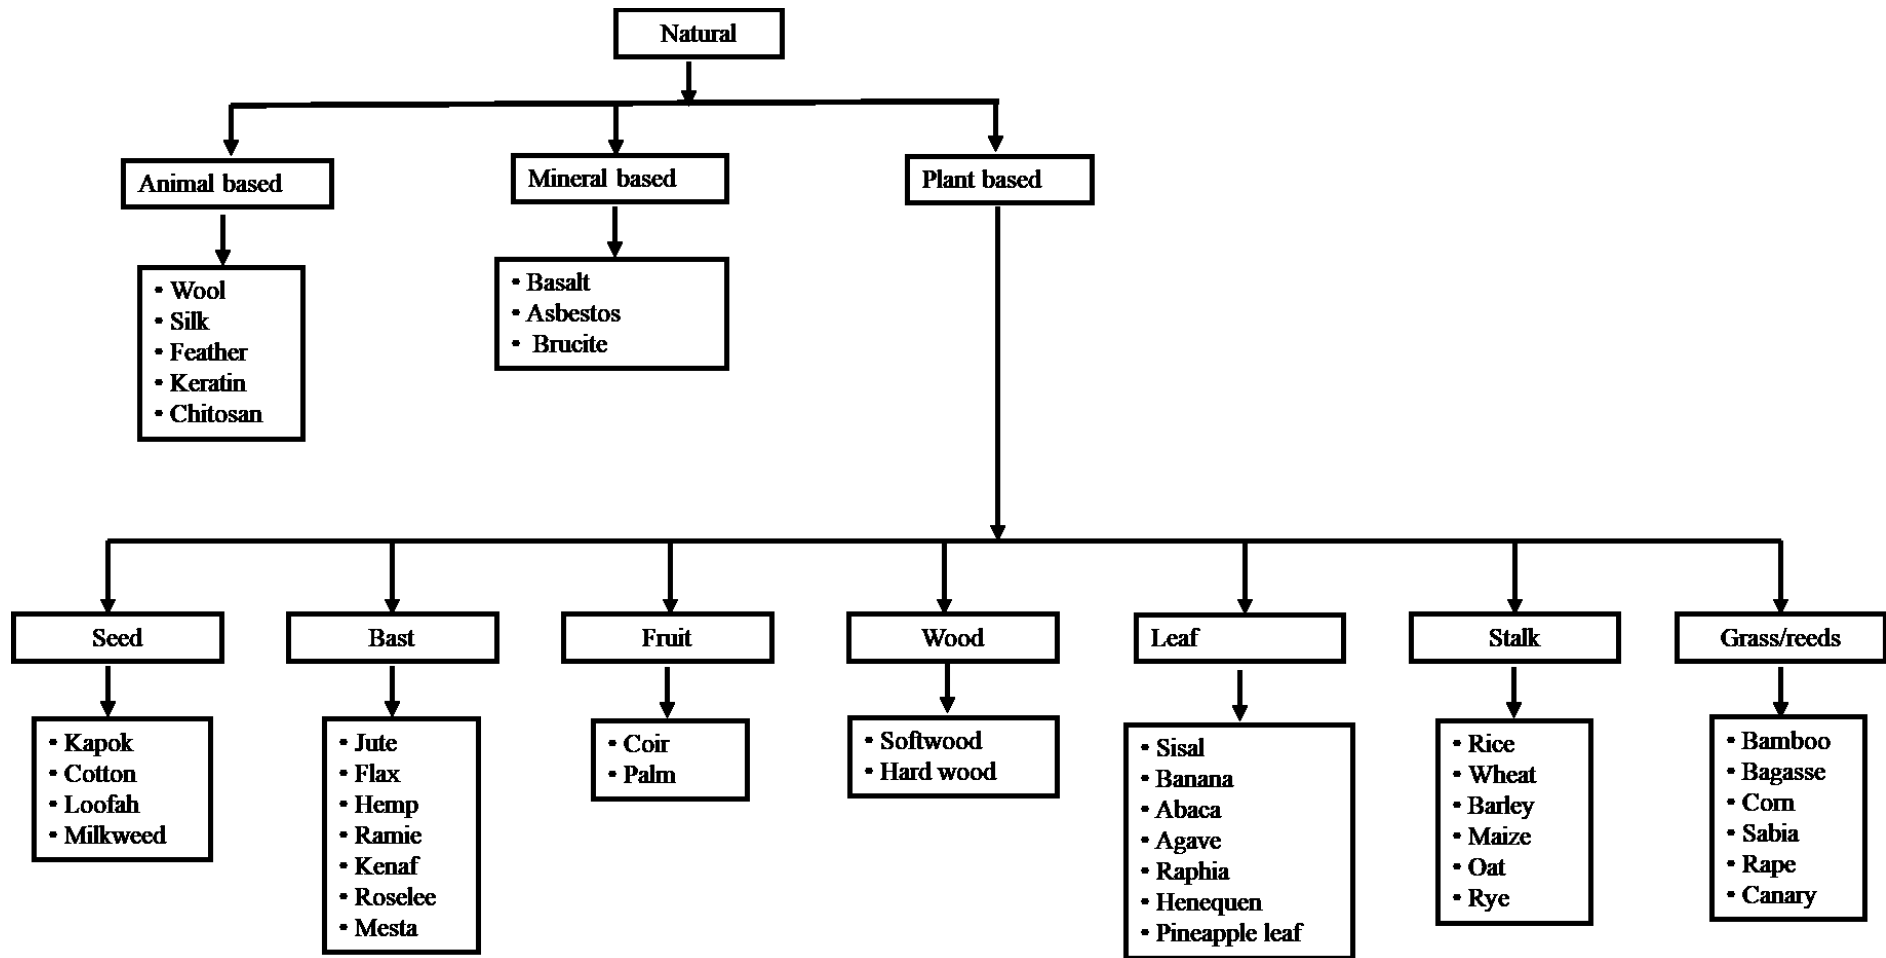 Natural
Animal based
Mineral based
Plant based
• Wool
• Silk
• Feather
• Keratin
• Chitosan
• Basalt
• Asbestos
• Brucite
Seed
Bast
Fruit
Wood
Leaf
Stalk
Grass/reeds
• Kapok
• Cotton
• Loofah
• Milkweed
• Jute
• Flax
• Hemp
• Ramie
• Kenaf
• Roselee
• Mesta
• Coir
• Palm
• Softwood
• Hard wood
• Sisal
• Banana
• Abaca
• Agave
• Raphia
• Henequen
• Pineapple leaf
• Rice
• Wheat
• Barley
• Maize
• Oat
• Rye
• Bamboo
• Bagasse
• Corn
• Sabia
• Rape
• Canary